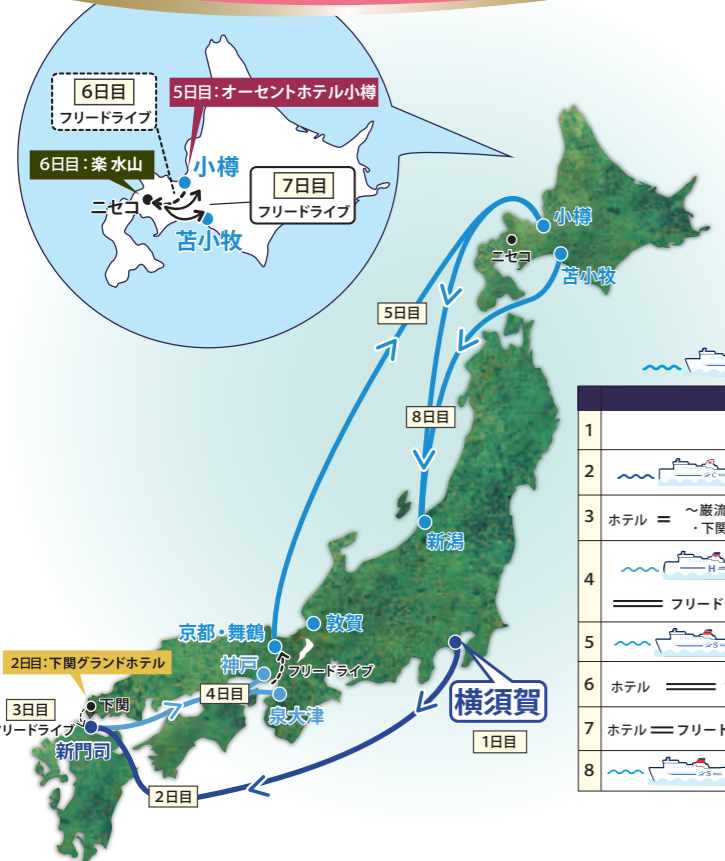 6日目
フリードライブ
5日目：オーセントホテル小樽
6日目：楽 水山
小樽
ニセコ
7日目
フリードライブ
苫小牧
小樽
ニセコ
苫小牧
5日目
8日目
新潟
京都・舞鶴
敦賀
神戸
フリードライブ
2日目：下関グランドホテル
4日目
泉大津
3日目
下関
フリードライブ
新門司
横須賀
1日目
2日目
1
2
3 ホテル ＝ ～巌流
・下関
4
フリード
5
6 ホテル
7 ホテル ＝ フリード
8